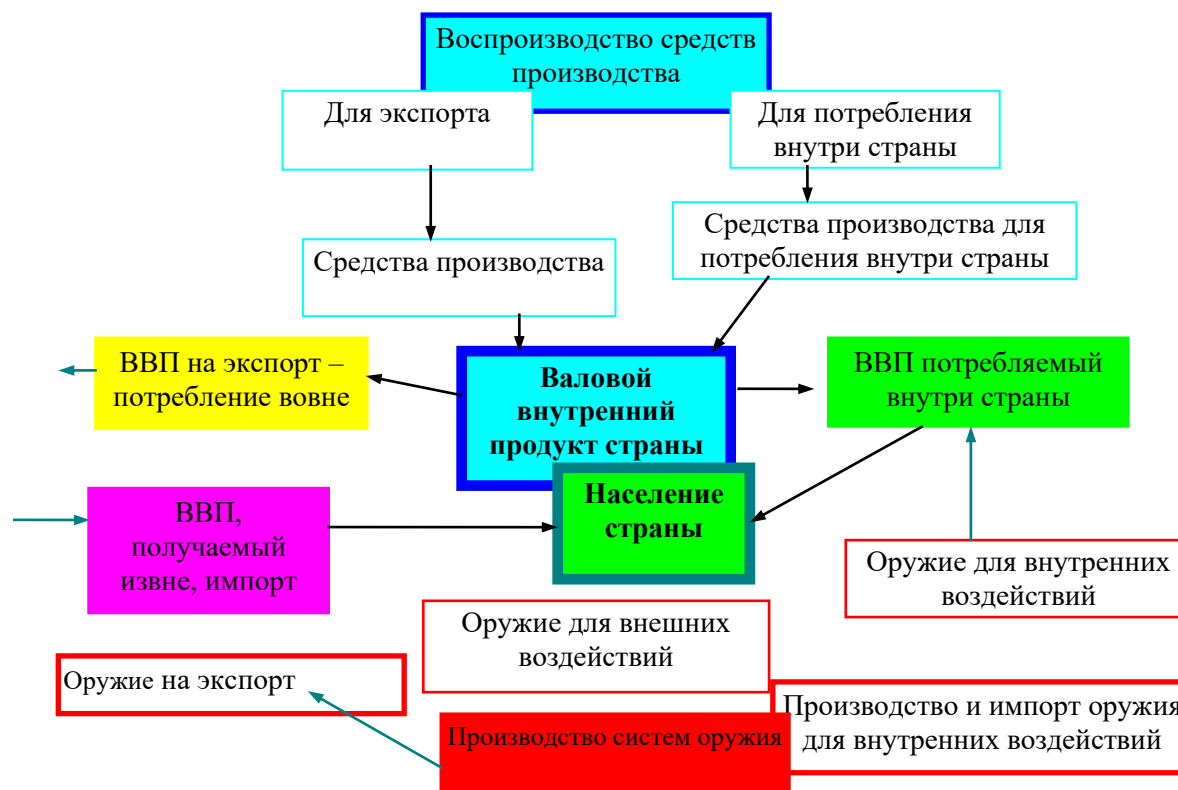 Воспроизводство средств
производства
Для экспорта
Для потребления
внутри страны
Средства производства
Средства производства для
потребления внутри страны
ВВП на экспорт –
потребление вовне
Валовой
внутренний
продукт страны
ВВП потребляемый
внутри страны
ВВП,
получаемый
извне, импорт
Население
страны
Оружие для внутренних
воздействий
Оружие для внешних
воздействий
Оружие на экспорт
Производство систем оружия
Производство и импорт оружия
для внутренних воздействий